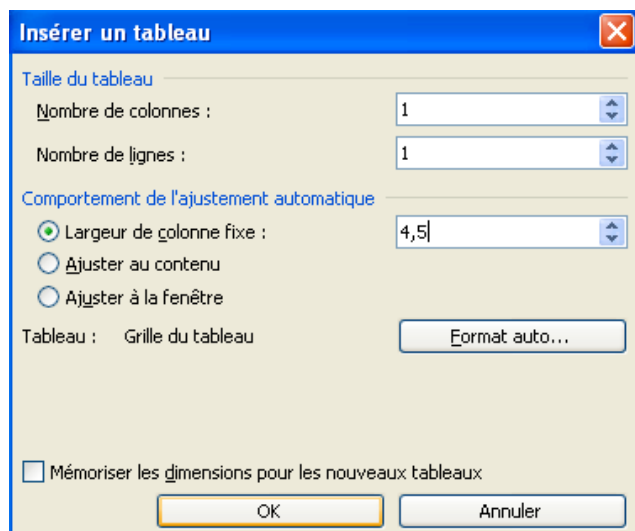 Insérer un tableau
Taille du tableau
Nombre de colonnes : 1
Nombre de lignes : 1
Comportement de l'ajustement automatique
Largeur de colonne fixe : 4,5
Ajuster au contenu
Ajuster à la fenêtre
Tableau : Grille du tableau Format auto...
Mémoriser les dimensions pour les nouveaux tableaux
OK Annuler